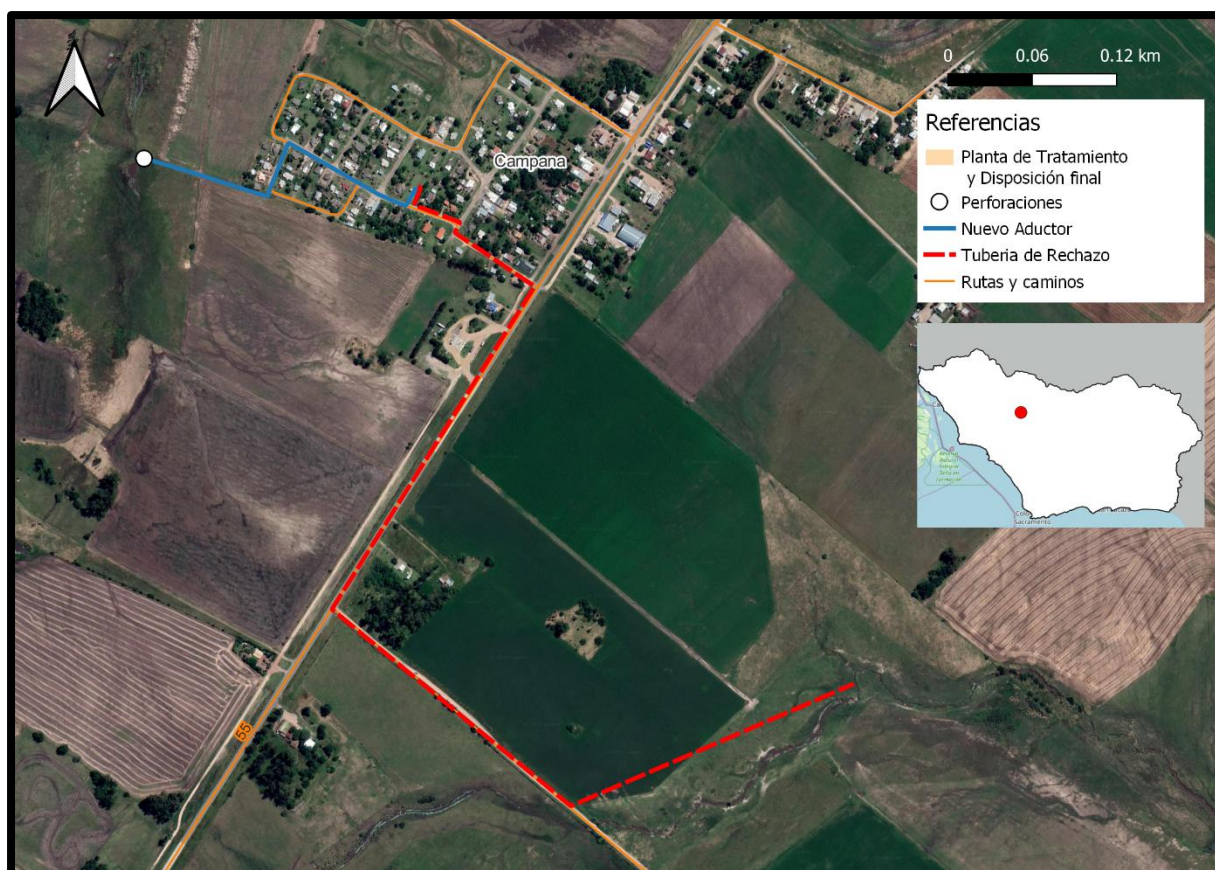 0 0.06 0.12 km
Campana
Referencias
Planta de Tratamiento
y Disposición final
Perforaciones
Nuevo Aductor
Tuberia de Rechazo
Rutas y caminos
Sacramento
55